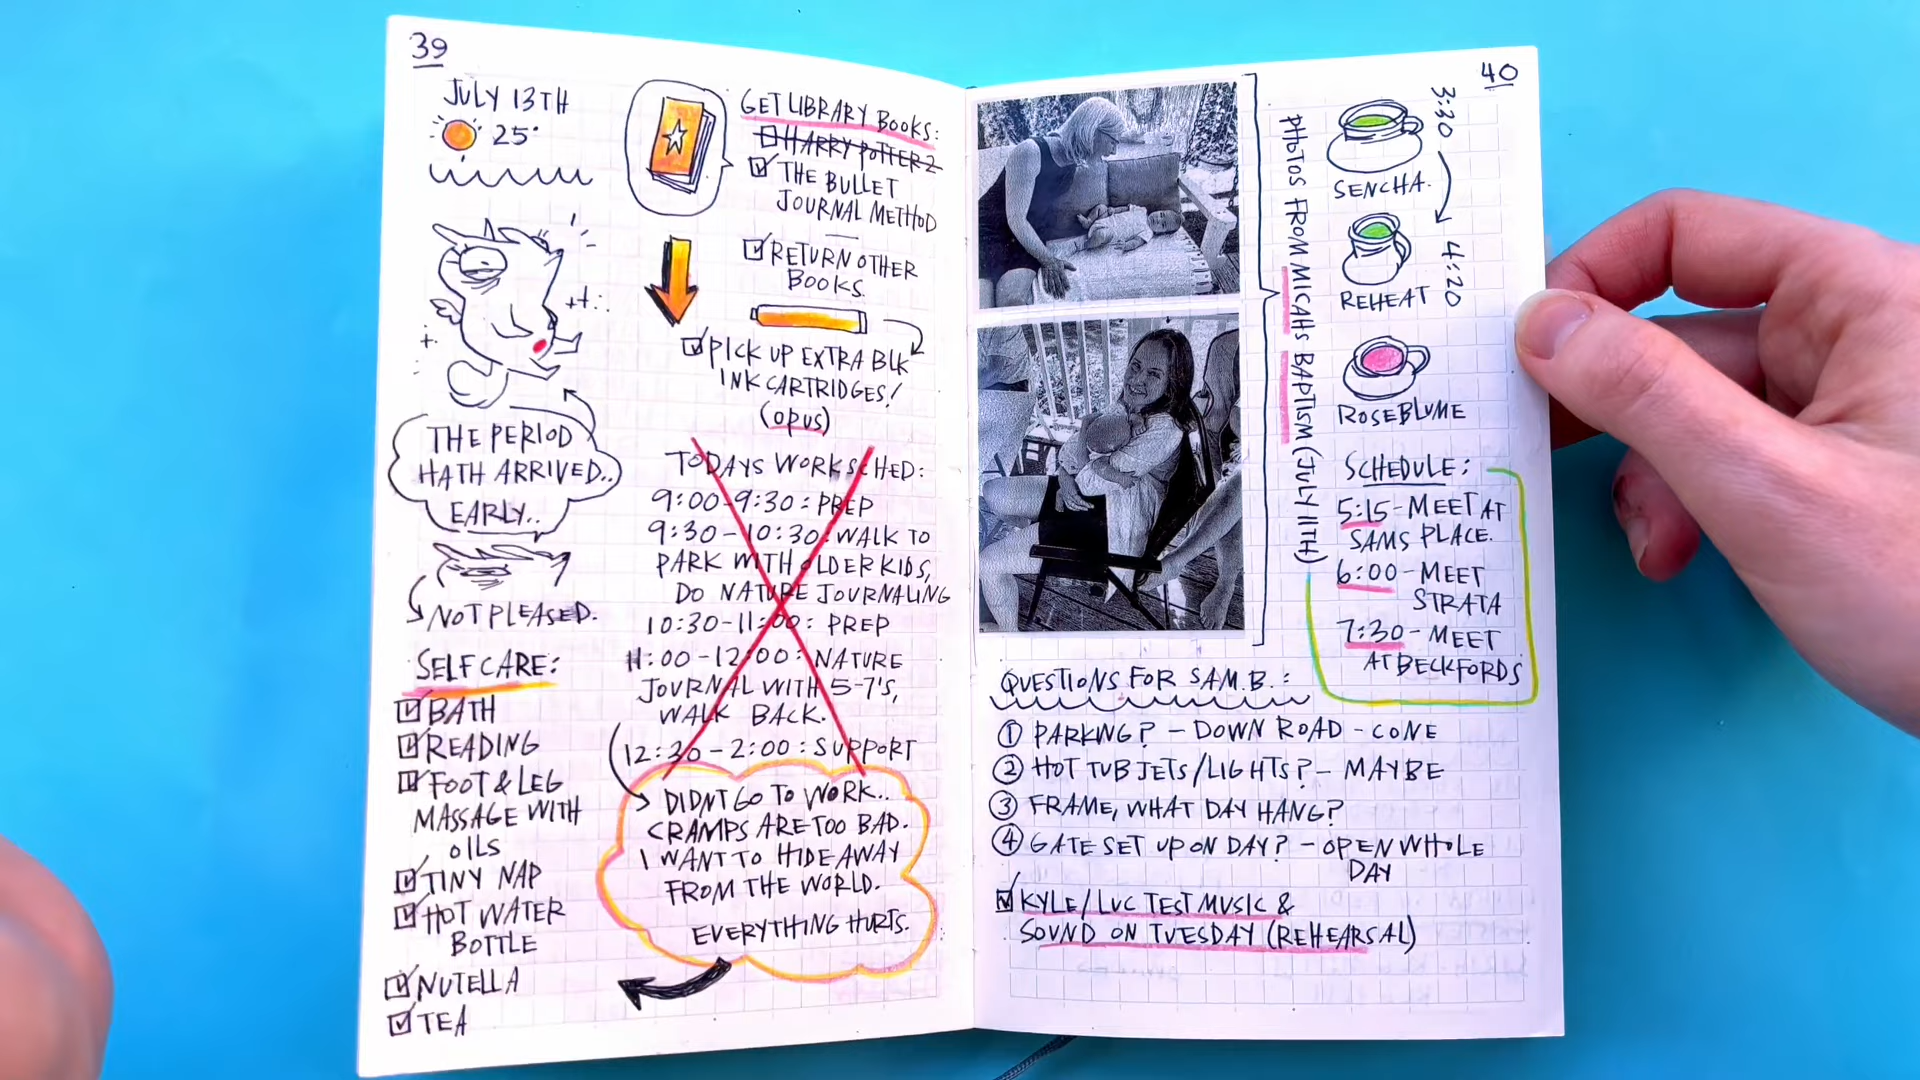 39
JULY 13TH
25°
THE PERIOD
HATH ARRIVED..
EARLY..
NOT PLEASED.
SELF CARE:
BATH
READING
FOOT & LEG
MASSAGE WITH
OILS
TINY NAP
HOT WATER
BOTTLE
NUTELLA
TEA
GET LIBRARY BOOKS:
HARRY POTTER 2
THE BULLET
JOURNAL METHOD
RETURN OTHER
BOOKS.
PICK UP EXTRA BLK
INK CARTRIDGES!
(OPUS)
TODAYS WORK SCHED:
9:00-9:30: PREP
9:30-10:30: WALK TO
PARK WITH OLDER KIDS,
DO NATURE JOURNALING
10:30-11:00: PREP
11:00-12:00: NATURE
JOURNAL WITH 5-7'S,
WALK BACK.
12:30-2:00: SUPPORT
DIDNT GO TO WORK..
CRAMPS ARE TOO BAD.
I WANT TO HIDE AWAY
FROM THE WORLD.
EVERYTHING HURTS.
40
PHOTOS FROM MICAHS BAPTISM (JULY 11TH)
3:30
SENCHA.
4:20
REHEAT
ROSEBLUME
SCHEDULE:
5:15-MEET AT
SAMS PLACE.
6:00-MEET
STRATA
7:30-MEET
AT BECKFORDS
QUESTIONS FOR SAM.B.:
① PARKING? - DOWN ROAD - CONE
② HOT TUB JETS/LIGHTS? - MAYBE
③ FRAME, WHAT DAY HANG?
④ GATE SET UP ON DAY? - OPEN WHOLE
DAY
KYLE/LUC TEST MUSIC &
SOUND ON TUESDAY (REHEARSAL)